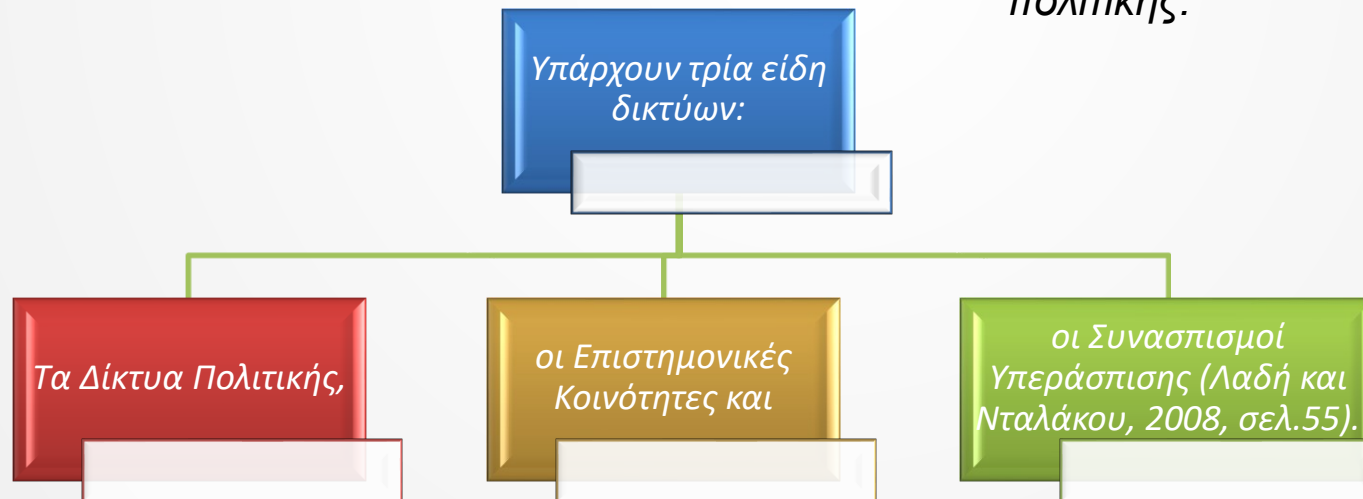 πολιτικής.
Υπάρχουν τρία είδη
δικτύων:
Τα Δίκτυα Πολιτικής,
οι Επιστημονικές
Κοινότητες και
οι Συνασπισμοί
Υπεράσπισης (Λαδή και
Νταλάκου, 2008, σελ.55).